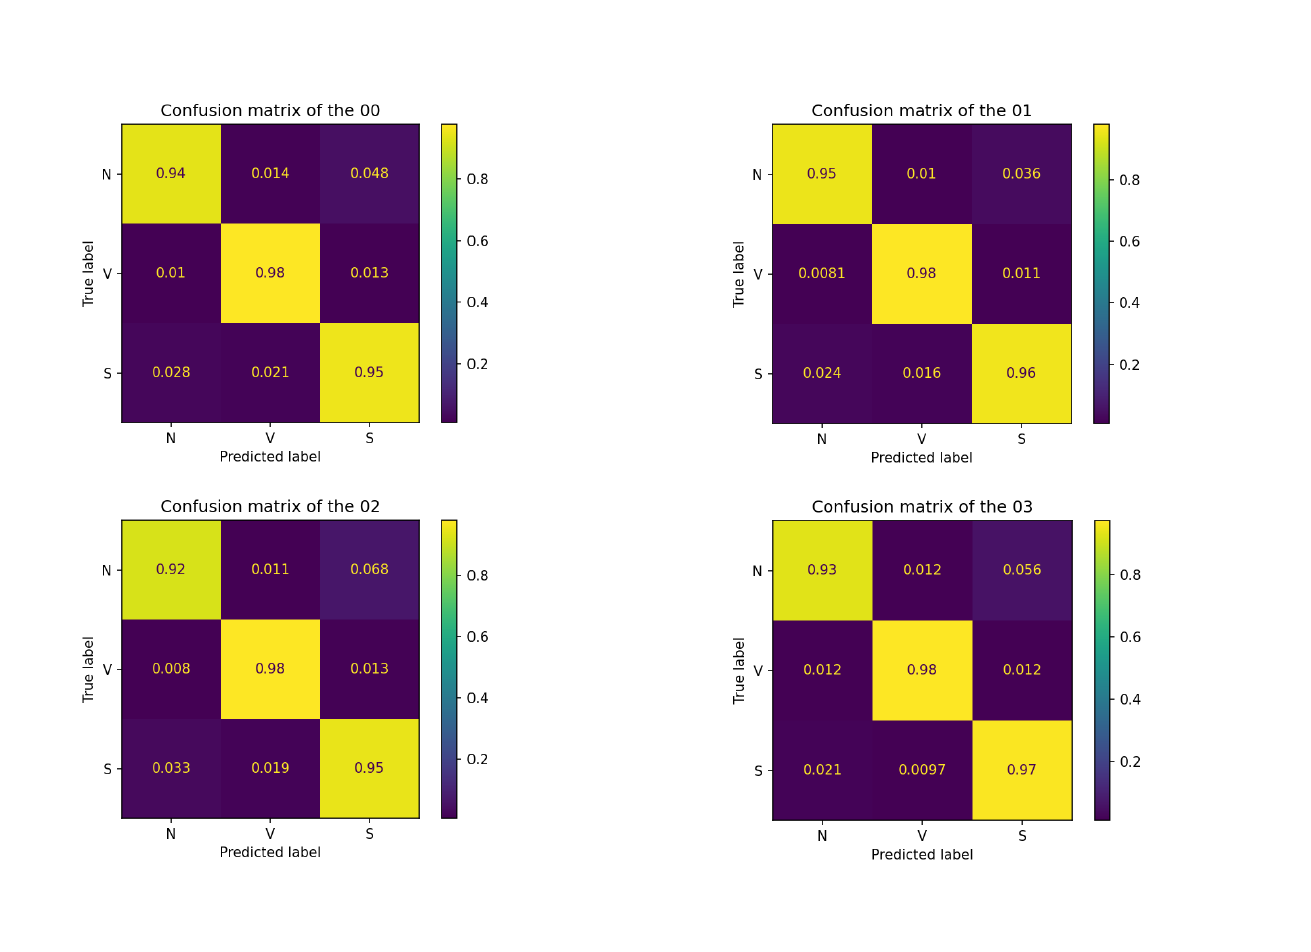 Confusion matrix of the 00
N 0.94 0.014 0.048
V 0.01 0.98 0.013
S 0.028 0.021 0.95
N V S
Predicted label
True label
0.8
0.6
0.4
0.2
Confusion matrix of the 01
N 0.95 0.01 0.036
V 0.0081 0.98 0.011
S 0.024 0.016 0.96
N V S
Predicted label
True label
0.8
0.6
0.4
0.2
Confusion matrix of the 02
N 0.92 0.011 0.068
V 0.008 0.98 0.013
S 0.033 0.019 0.95
N V S
Predicted label
True label
0.8
0.6
0.4
0.2
Confusion matrix of the 03
N 0.93 0.012 0.056
V 0.012 0.98 0.012
S 0.021 0.0097 0.97
N V S
Predicted label
True label
0.8
0.6
0.4
0.2